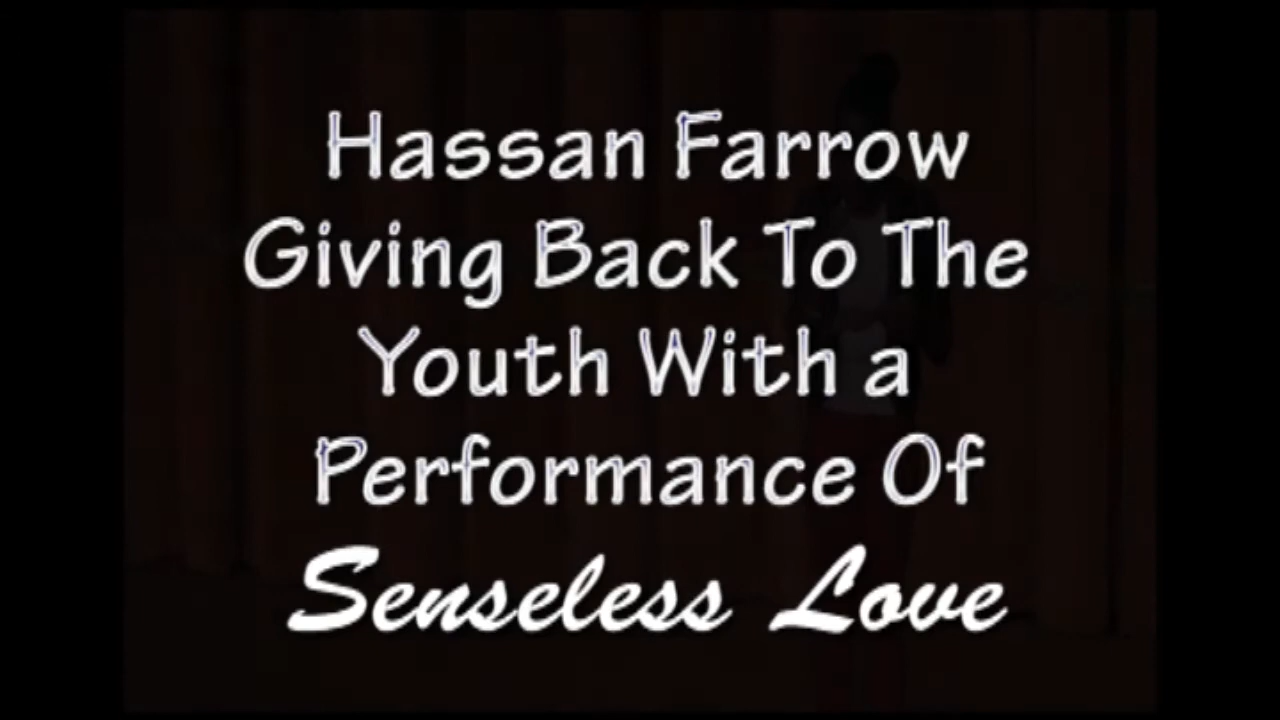 Hassan Farrow
Giving Back To The
Youth With a
Performance Of
Senseless Love